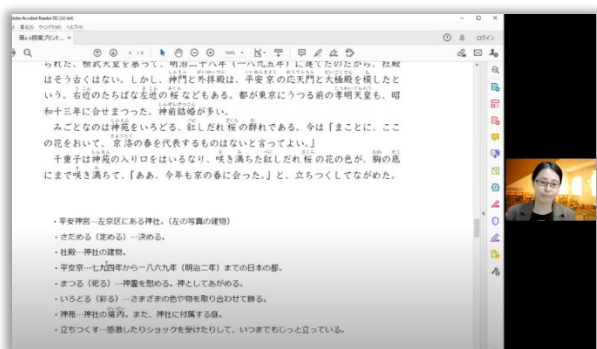 dobe Acrobat Reader DC (32-bit)
ログイン
られた、桓武天皇を慕って、明治二十八年（一八九五年）に建てたのだから、社殿
はそう古くはない。しかし、神門と外拝殿は、平安京の応天門と大極殿を模したと
いう。右近のたちばな左近の桜などもある。都が東京にうつる前の孝明天皇も、昭
和十三年に合せまつった。神前結婚が多い。
みごとなのは神苑をいろどる、紅しだれ桜の群れである。今は「まことに、ここ
の花をおいて、京洛の春を代表するものはないと言ってよい。」
千重子は神苑の入り口をはいるなり、咲き満ちた紅しだれ桜の花の色が、胸の底
にまで咲き満ちて、「ああ、今年も京の春に会った。」と、立ちつくしてながめた。
・平安神宮…左京区にある神社。（左の写真の建物）
・さだめる（定める）…決める。
・社殿…神社の建物。
・平安京…七九四年から一八六九年（明治二年）までの日本の都。
・まつる（祀る）…神霊を慰める。神としてあがめる。
・いろどる（彩る）…さまざまの色や物を取り合わせて飾る。
・神苑…神社の境内。また、神社に付属する庭。
・立ちつくす…感激したりショックを受けたりして、いつまでもじっと立っている。